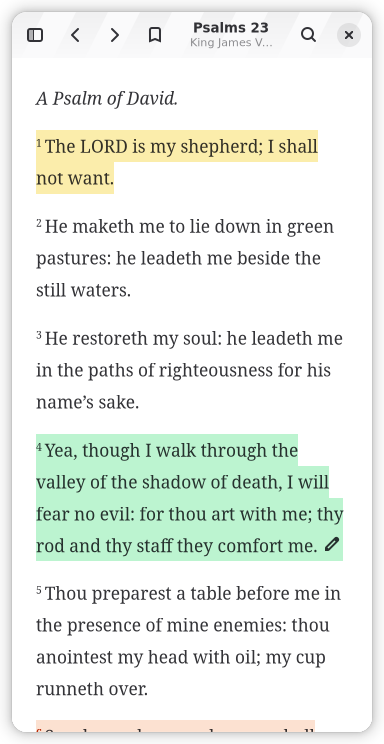 Psalms 23
King James V...
A Psalm of David.
1 The LORD is my shepherd; I shall
not want.
2 He maketh me to lie down in green
pastures: he leadeth me beside the
still waters.
3 He restoreth my soul: he leadeth me
in the paths of righteousness for his
name’s sake.
4 Yea, though I walk through the
valley of the shadow of death, I will
fear no evil: for thou art with me; thy
rod and thy staff they comfort me.
5 Thou preparest a table before me in
the presence of mine enemies: thou
anointest my head with oil; my cup
runneth over.